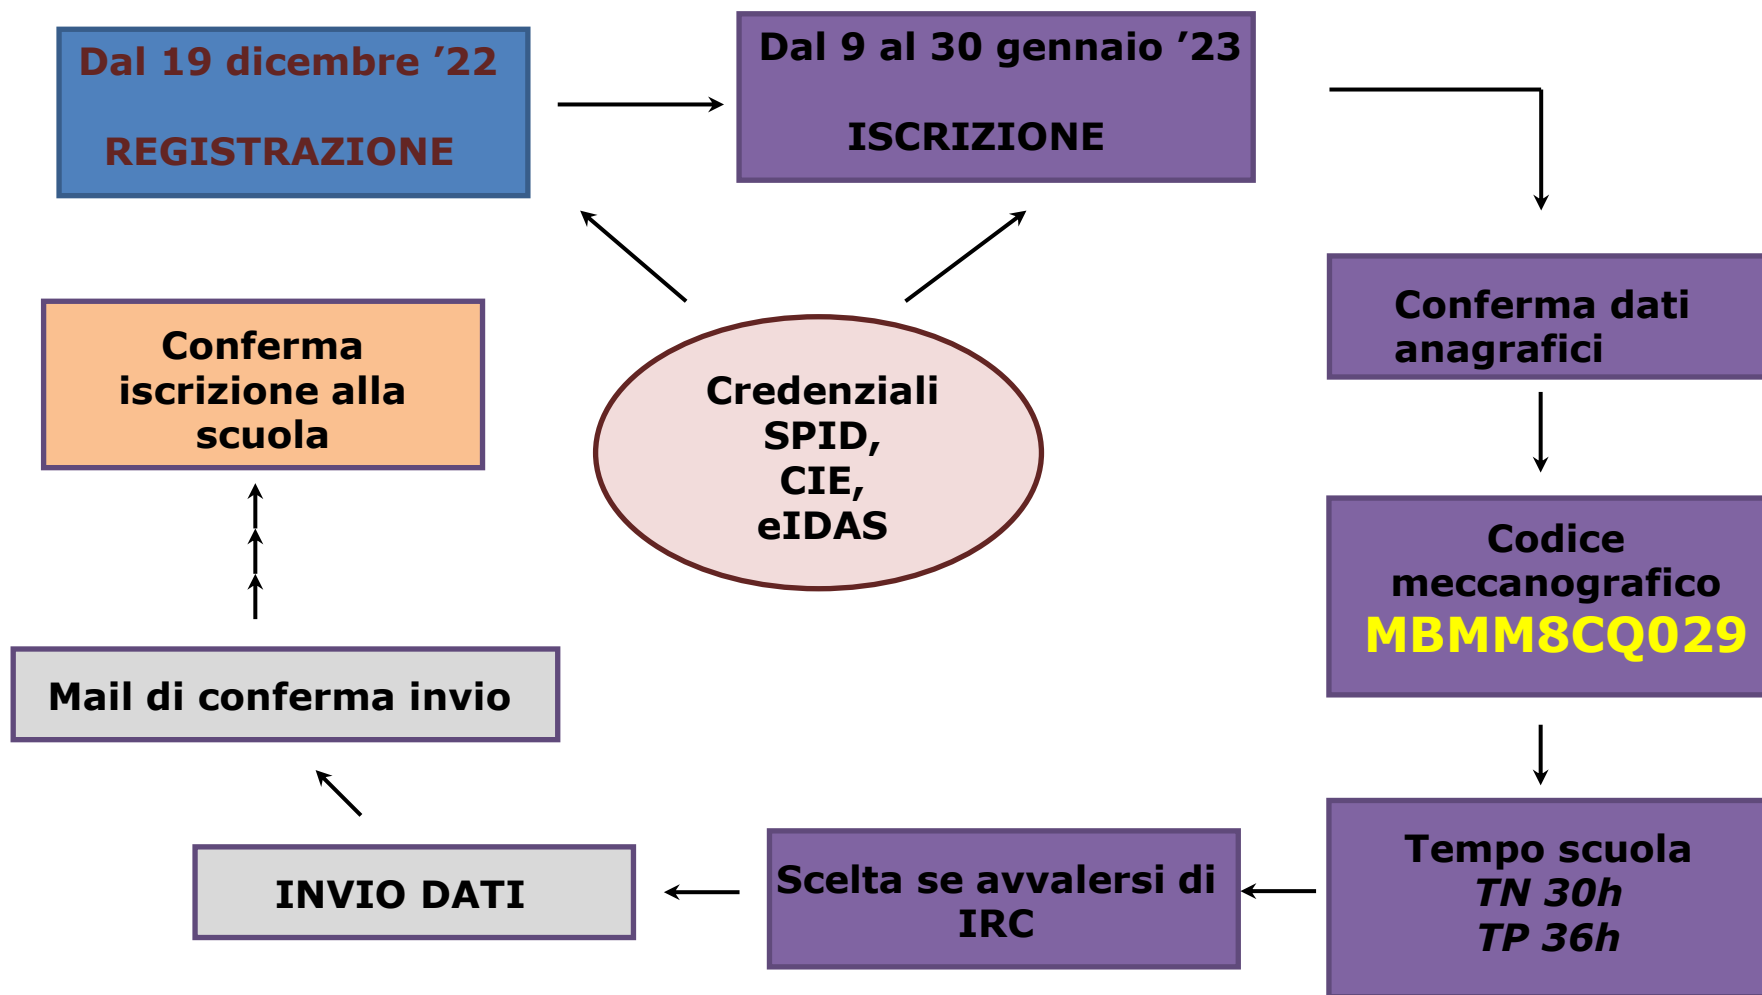 Dal 19 dicembre ’22
REGISTRAZIONE
Dal 9 al 30 gennaio ’23
ISCRIZIONE
Conferma dati
anagrafici
Codice
meccanografico
MBMM8CQ029
Tempo scuola
TN 30h
TP 36h
Scelta se avvalersi di
IRC
INVIO DATI
Mail di conferma invio
Conferma
iscrizione alla
scuola
Credenziali
SPID,
CIE,
eIDAS